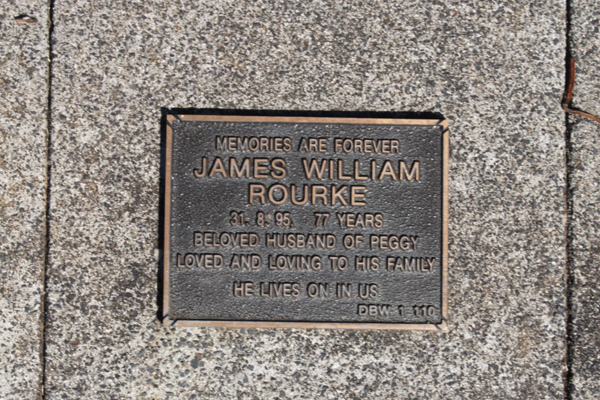 MEMORIES ARE FOREVER
JAMES WILLIAM
ROURKE
31. 8. 95. 77 YEARS
BELOVED HUSBAND OF PEGGY
LOVED AND LOVING TO HIS FAMILY
HE LIVES ON IN US
DBW 1 110